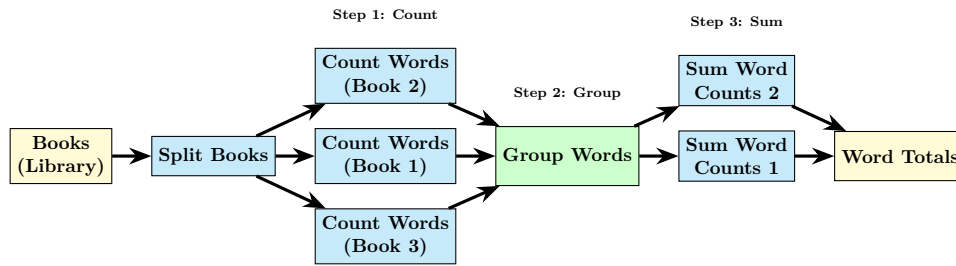 Step 1: Count
Step 3: Sum
Count Words
(Book 2)
Sum Word
Counts 2
Step 2: Group
Books
(Library)
Split Books
Count Words
(Book 1)
Group Words
Sum Word
Counts 1
Word Totals
Count Words
(Book 3)